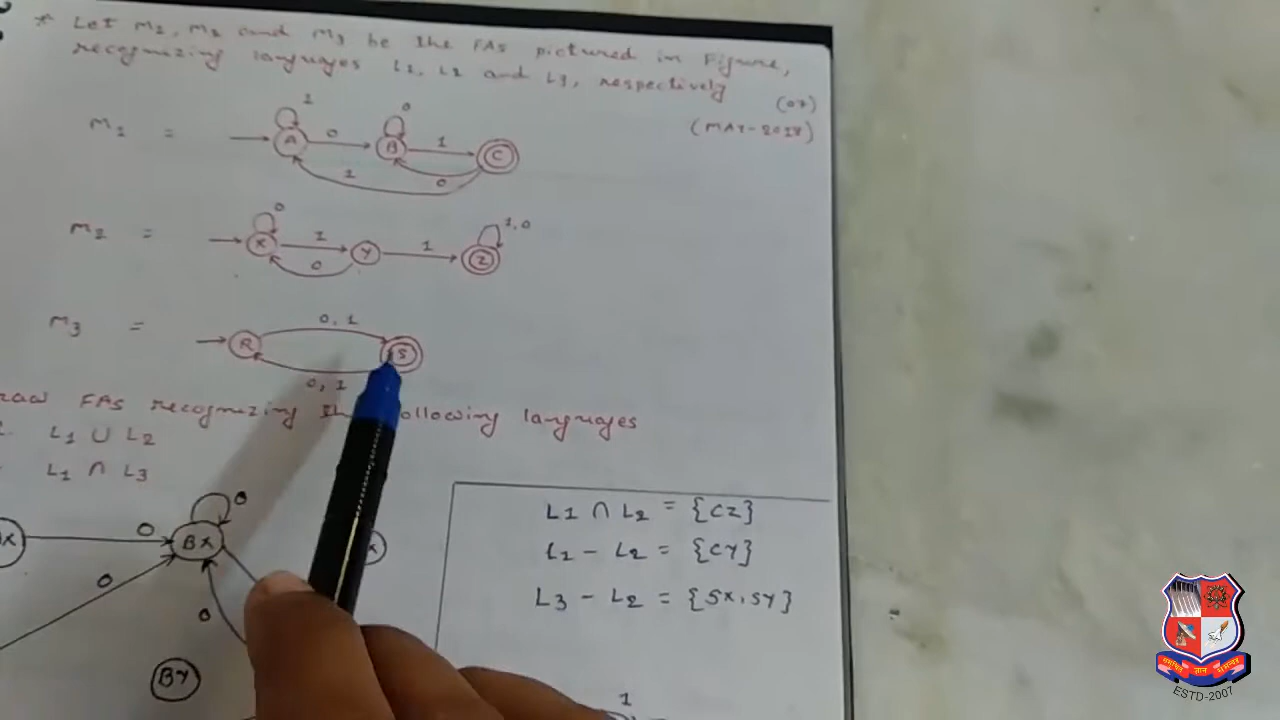 * Let M1, M2 and M3 be the FAs pictured in Figure,
recognizing languages L1, L2 and L3, respectively
(07)
(MAY-2018)
M1 =
1
A
0
0
B
1
C
0
1
M2 =
0
X
1
Y
0
1
1,0
Z
M3 =
R
0,1
S
0,1
raw FAs recognizing the following languages
L1 ∪ L2
L1 ∩ L3
0
BX
0
0
0
BY
L1 ∩ L2 = {CZ}
L1 - L2 = {CY}
L3 - L2 = {SX, SY}
1
ESTD-2007